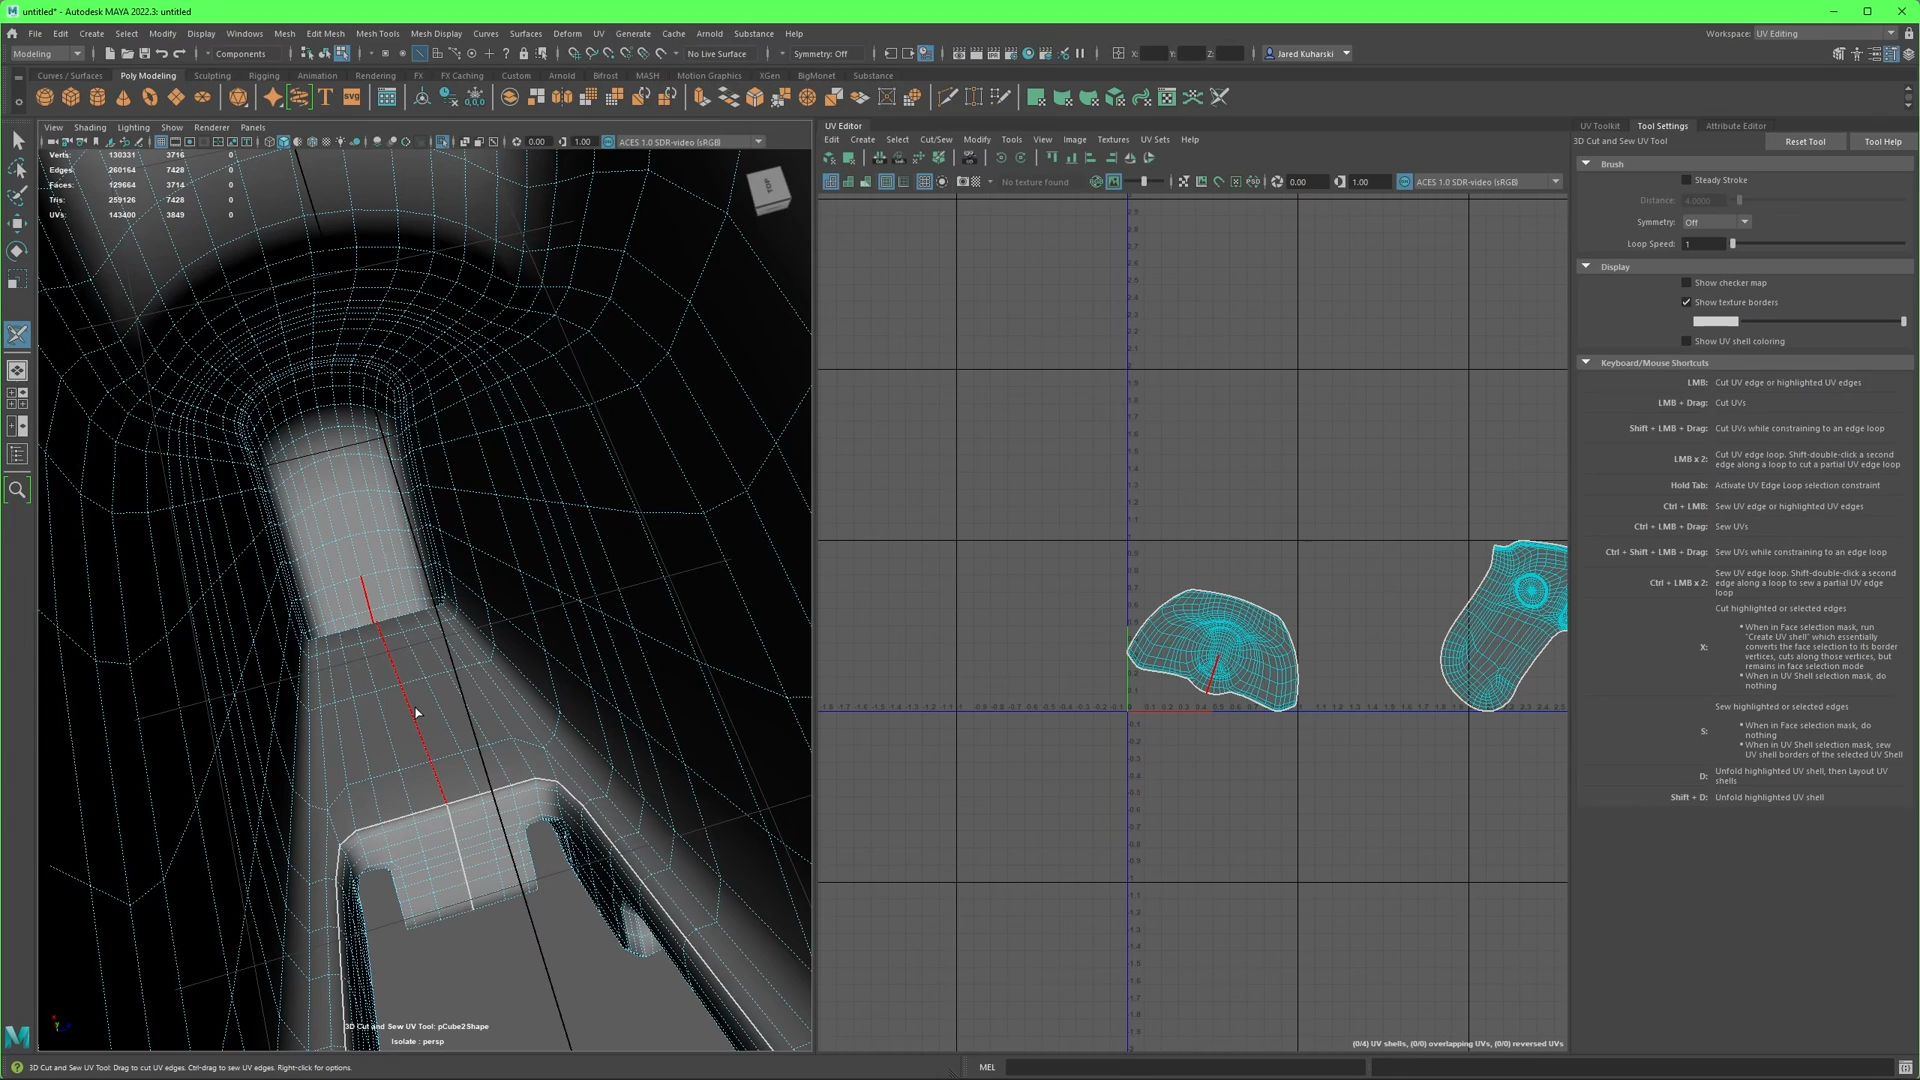 untitled* - Autodesk MAYA 2022.3: untitled
File Edit Create Select Modify Display Windows Mesh Edit Mesh Mesh Tools Mesh Display Curves Surfaces Deform UV Generate Cache Arnold Substance Help
Workspace: UV Editing
Modeling Components No Live Surface Symmetry: Off X: Y: Z: Jared Kuharski
Curves / Surfaces Poly Modeling Sculpting Rigging Animation Rendering FX FX Caching Custom Arnold Bifrost MASH Motion Graphics XGen BigMonet Substance
View Shading Lighting Show Renderer Panels
0.00 1.00 ACES 1.0 SDR-video (sRGB)
Verts: 130331 3716 0
Edges: 260164 7428 0
Faces: 129664 3714 0
Tris: 259126 7428 0
UVs: 143400 3849 0
TOP
3D Cut and Sew UV Tool: pCube2Shape
Isolate : persp
UV Editor
Edit Create Select Cut/Sew Modify Tools View Image Textures UV Sets Help
No texture found 0.00 1.00 ACES 1.0 SDR-video (sRGB)
(0/4) UV shells, (0/0) overlapping UVs, (0/0) reversed UVs
UV Toolkit Tool Settings Attribute Editor
3D Cut and Sew UV Tool Reset Tool Tool Help
Brush
Steady Stroke
Distance: 4.0000
Symmetry: Off
Loop Speed: 1
Display
Show checker map
Show texture borders
Show UV shell coloring
Keyboard/Mouse Shortcuts
LMB: Cut UV edge or highlighted UV edges
LMB + Drag: Cut UVs
Shift + LMB + Drag: Cut UVs while constraining to an edge loop
LMB x 2: Cut UV edge loop. Shift-double-click a second
edge along a loop to cut a partial UV edge loop
Hold Tab: Activate UV Edge Loop selection constraint
Ctrl + LMB: Sew UV edge or highlighted UV edges
Ctrl + LMB + Drag: Sew UVs
Ctrl + Shift + LMB + Drag: Sew UVs while constraining to an edge loop
Ctrl + LMB x 2: Sew UV edge loop. Shift-double-click a second
edge along a loop to sew a partial UV edge
loop
Cut highlighted or selected edges
X: • When in Face selection mask, run
"Create UV shell" which essentially
converts the face selection to its border
vertices, cuts along those vertices, but
remains in face selection mode
• When in UV Shell selection mask, do
nothing
Sew highlighted or selected edges
S: • When in Face selection mask, do
nothing
• When in UV Shell selection mask, sew
UV shell borders of the selected UV Shell
D: Unfold highlighted UV shell, then Layout UV
shells
Shift + D: Unfold highlighted UV shell
3D Cut and Sew UV Tool: Drag to cut UV edges. Ctrl-drag to sew UV edges. Right-click for options.
MEL